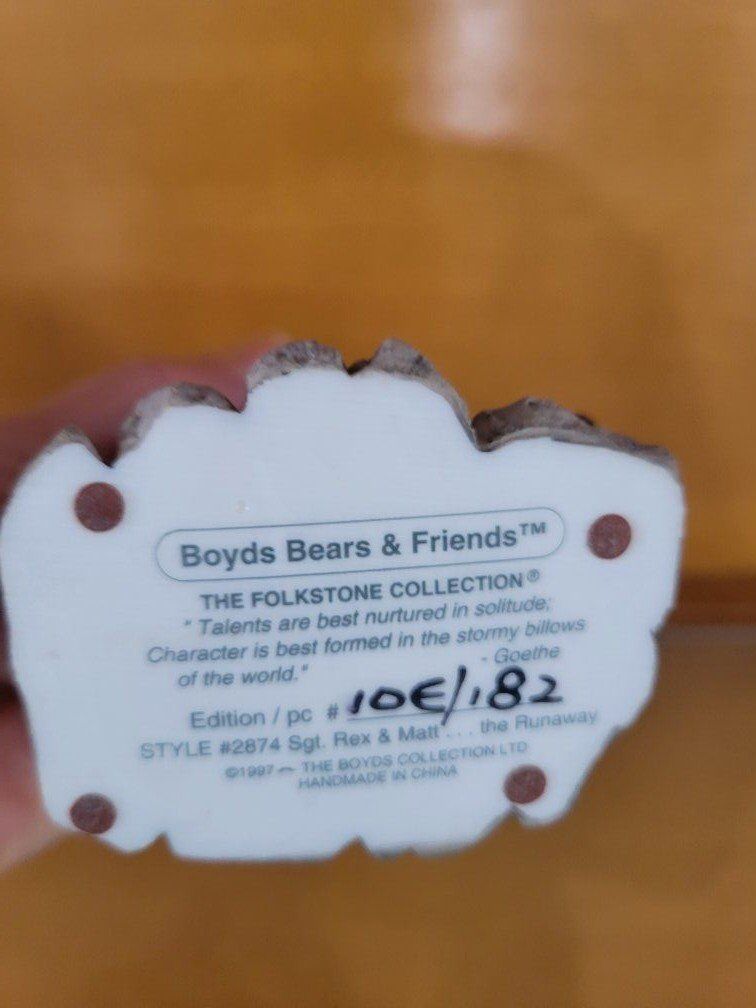 Boyds Bears & Friends™
THE FOLKSTONE COLLECTION®
" Talents are best nurtured in solitude;
Character is best formed in the stormy billows
of the world." - Goethe
Edition / pc # 10E/182
STYLE #2874 Sgt. Rex & Matt . . . the Runaway
©1997 — THE BOYDS COLLECTION LTD
HANDMADE IN CHINA